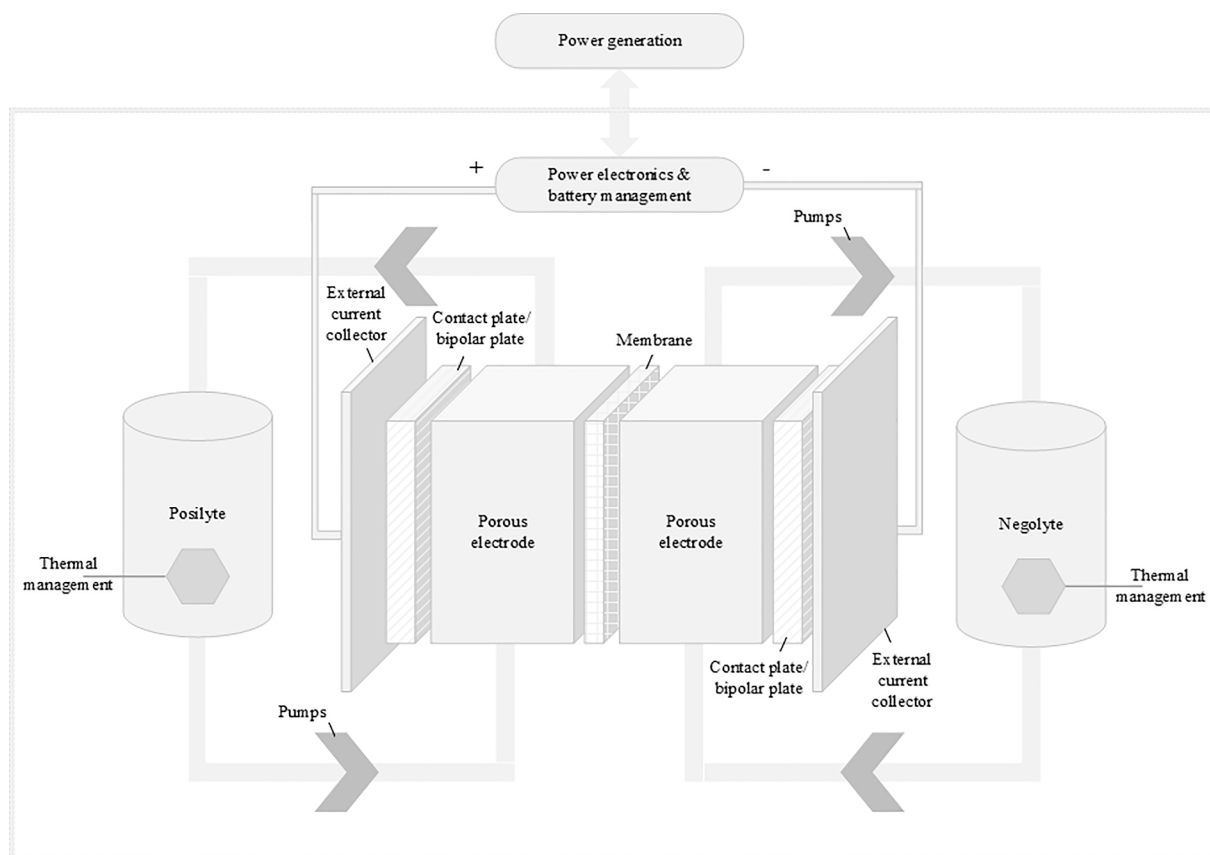 Power generation
+
Power electronics &
battery management
-
Pumps
External
current
collector
Contact plate/
bipolar plate
Membrane
Posilyte
Porous
electrode
Porous
electrode
Negolyte
Thermal
management
Thermal
management
Contact plate/
bipolar plate
External
current
collector
Pumps